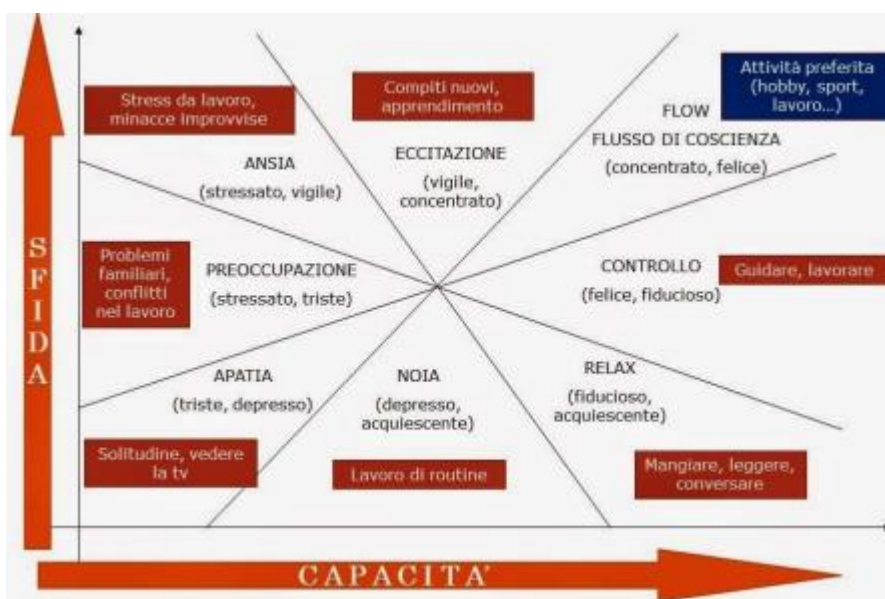 Stress da lavoro,
minacce improvvise
Compiti nuovi,
apprendimento
Attività preferita
(hobby, sport,
lavoro...)
FLOW
FLUSSO DI COSCIENZA
(concentrato, felice)
ANSIA
(stressato, vigile)
ECCITAZIONE
(vigile,
concentrato)
SFIDA
Problemi
familiari,
conflitti
nel lavoro
PREOCCUPAZIONE
(stressato, triste)
CONTROLLO
(felice, fiducioso)
Guidare, lavorare
APATIA
(triste, depresso)
NOIA
(depresso,
acquiescente)
RELAX
(fiducioso,
acquiescente)
Solitudine, vedere
la tv
Lavoro di routine
Mangiare, leggere,
conversare
CAPACITA'